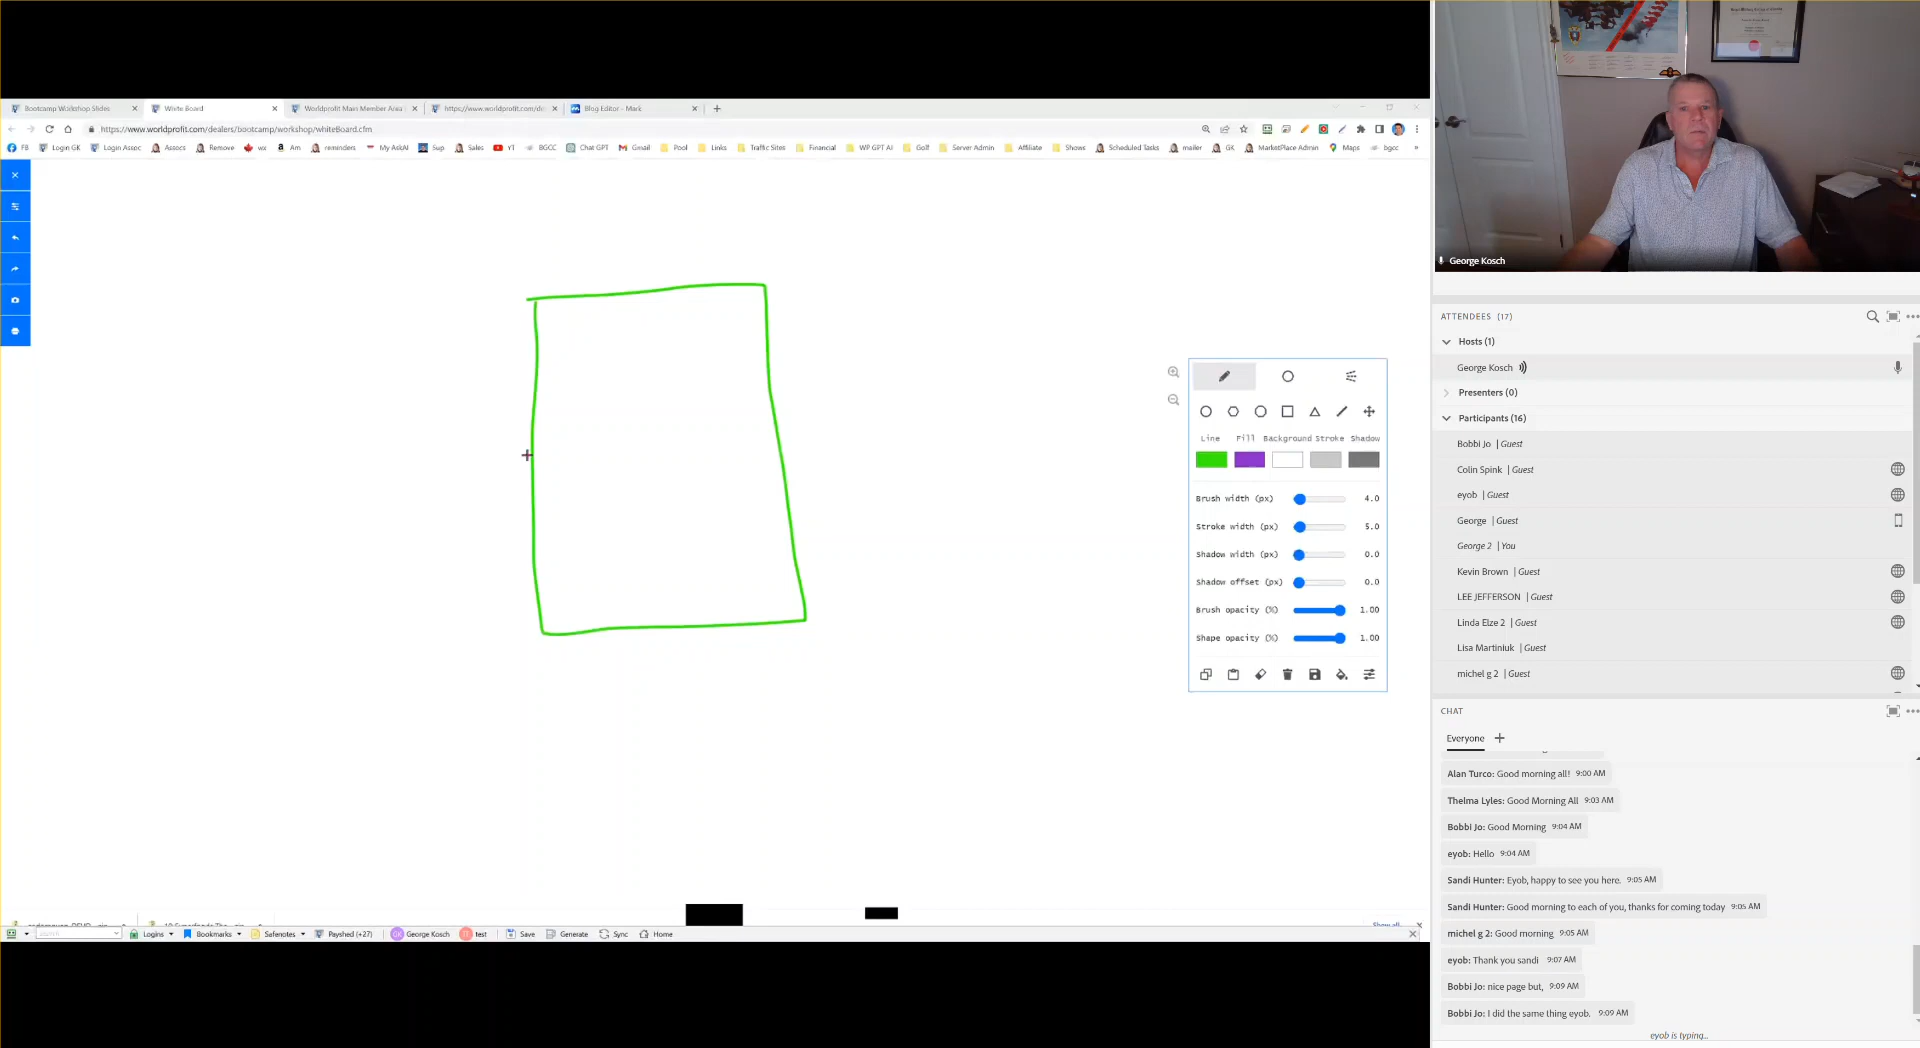 Bootcamp Workshop Slides
White Board
Worldprofit Main Member Area
https://www.worldprofit.com/de
Blog Editor - Mark
https://www.worldprofit.com/dealers/bootcamp/workshop/whiteBoard.cfm
FB Login GK Login Assoc Assocs Remove wx Am reminders My AskAI Sup Sales YT BGCC Chat GPT Gmail Pool Links Traffic Sites Financial WP GPT AI Golf Server Admin Affiliate Shows Scheduled Tasks mailer GK MarketPlace Admin Maps bgcc
Line Fill Background Stroke Shadow
Brush width (px) 4.0
Stroke width (px) 5.0
Shadow width (px) 0.0
Shadow offset (px) 0.0
Brush opacity (%) 1.00
Shape opacity (%) 1.00
Show all
Logins Bookmarks Safenotes Payshed (+27) GK George Kosch test Save Generate Sync Home
George Kosch
ATTENDEES (17)
Hosts (1)
George Kosch
Presenters (0)
Participants (16)
Bobbi Jo | Guest
Colin Spink | Guest
eyob | Guest
George | Guest
George 2 | You
Kevin Brown | Guest
LEE JEFFERSON | Guest
Linda Elze 2 | Guest
Lisa Martiniuk | Guest
michel g 2 | Guest
CHAT
Everyone
Alan Turco: Good morning all! 9:00 AM
Thelma Lyles: Good Morning All 9:03 AM
Bobbi Jo: Good Morning 9:04 AM
eyob: Hello 9:04 AM
Sandi Hunter: Eyob, happy to see you here. 9:05 AM
Sandi Hunter: Good morning to each of you, thanks for coming today 9:05 AM
michel g 2: Good morning 9:05 AM
eyob: Thank you sandi 9:07 AM
Bobbi Jo: nice page but, 9:09 AM
Bobbi Jo: I did the same thing eyob. 9:09 AM
eyob is typing...